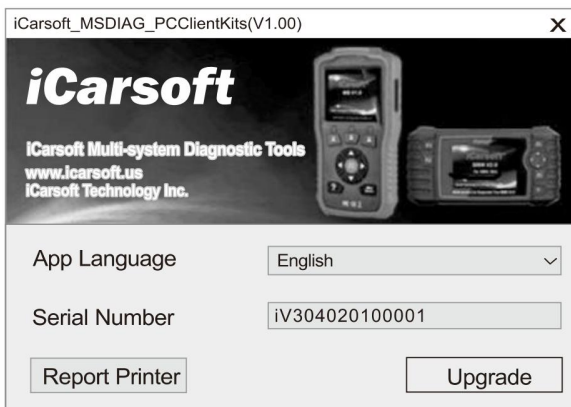 iCarsoft_MSDIAG_PCClientKits(V1.00) X
iCarsoft
iCarsoft Multi-system Diagnostic Tools
www.icarsoft.us
iCarsoft Technology Inc.
App Language English
Serial Number iV304020100001
Report Printer Upgrade